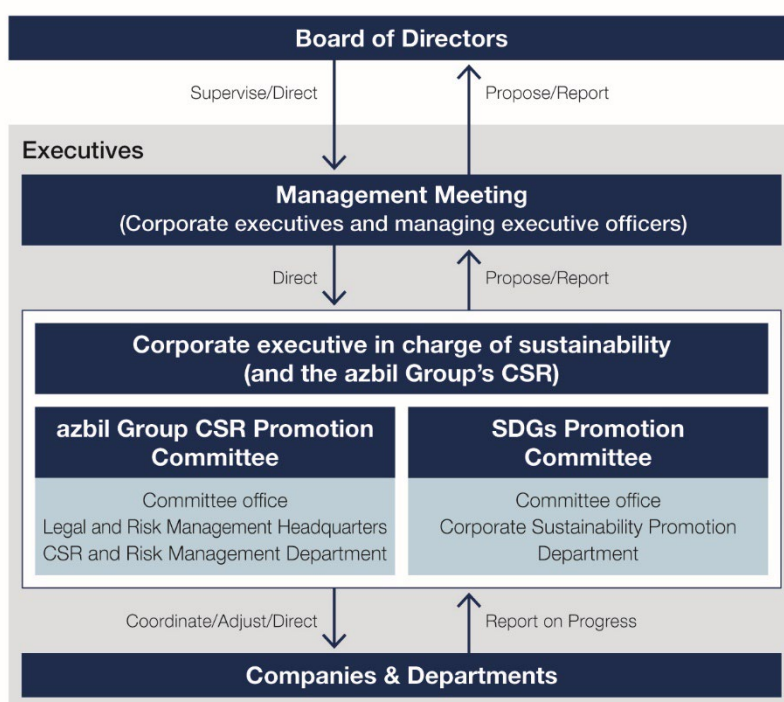 Board of Directors
Supervise/Direct
Propose/Report
Executives
Management Meeting
(Corporate executives and managing executive officers)
Direct
Propose/Report
Corporate executive in charge of sustainability
(and the azbil Group's CSR)
azbil Group CSR Promotion
Committee
Committee office
Legal and Risk Management Headquarters
CSR and Risk Management Department
SDGs Promotion
Committee
Committee office
Corporate Sustainability Promotion
Department
Coordinate/Adjust/Direct
Report on Progress
Companies & Departments